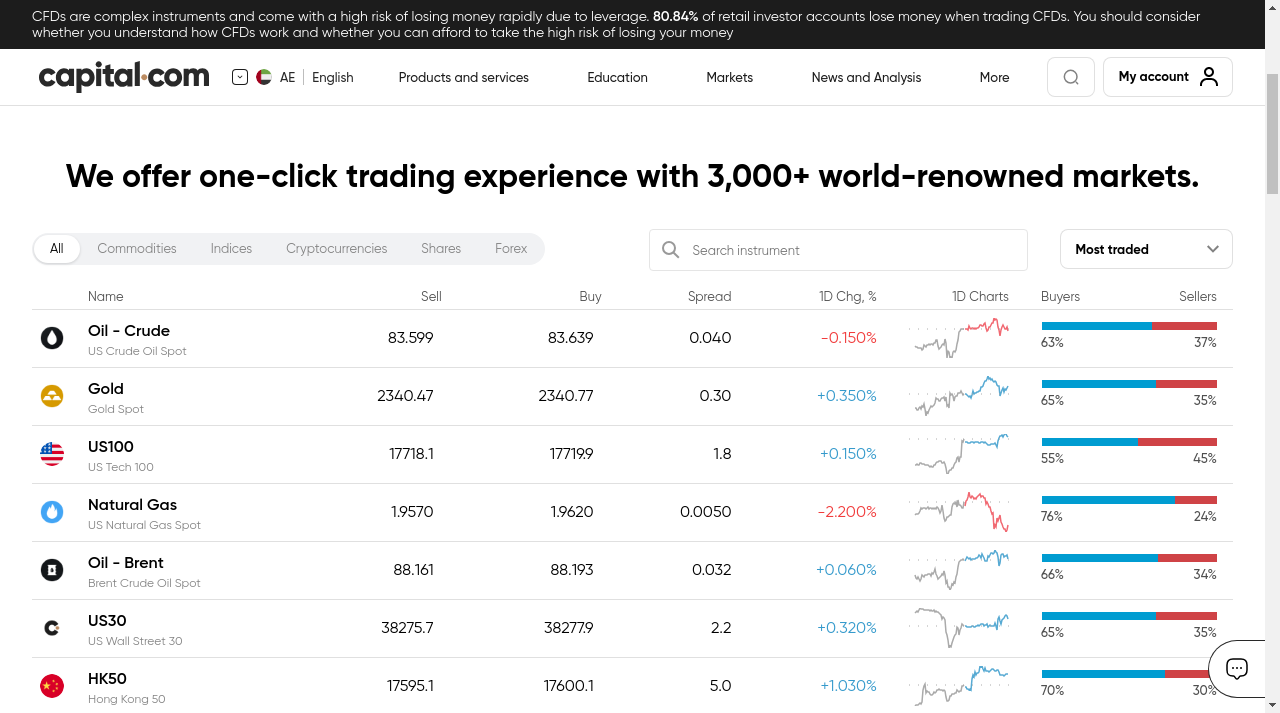 CFDs are complex instruments and come with a high risk of losing money rapidly due to leverage. 80.84% of retail investor accounts lose money when trading CFDs. You should consider
whether you understand how CFDs work and whether you can afford to take the high risk of losing your money
capital.com AE English Products and services Education Markets News and Analysis More My account
We offer one-click trading experience with 3,000+ world-renowned markets.
All Commodities Indices Cryptocurrencies Shares Forex Search instrument Most traded
Name Sell Buy Spread 1D Chg, % 1D Charts Buyers Sellers
Oil - Crude 83.599 83.639 0.040 -0.150%
US Crude Oil Spot 63% 37%
Gold 2340.47 2340.77 0.30 +0.350%
Gold Spot 65% 35%
US100 17718.1 17719.9 1.8 +0.150%
US Tech 100 55% 45%
Natural Gas 1.9570 1.9620 0.0050 -2.200%
US Natural Gas Spot 76% 24%
Oil - Brent 88.161 88.193 0.032 +0.060%
Brent Crude Oil Spot 66% 34%
US30 38275.7 38277.9 2.2 +0.320%
US Wall Street 30 65% 35%
HK50 17595.1 17600.1 5.0 +1.030%
Hong Kong 50 70% 30%